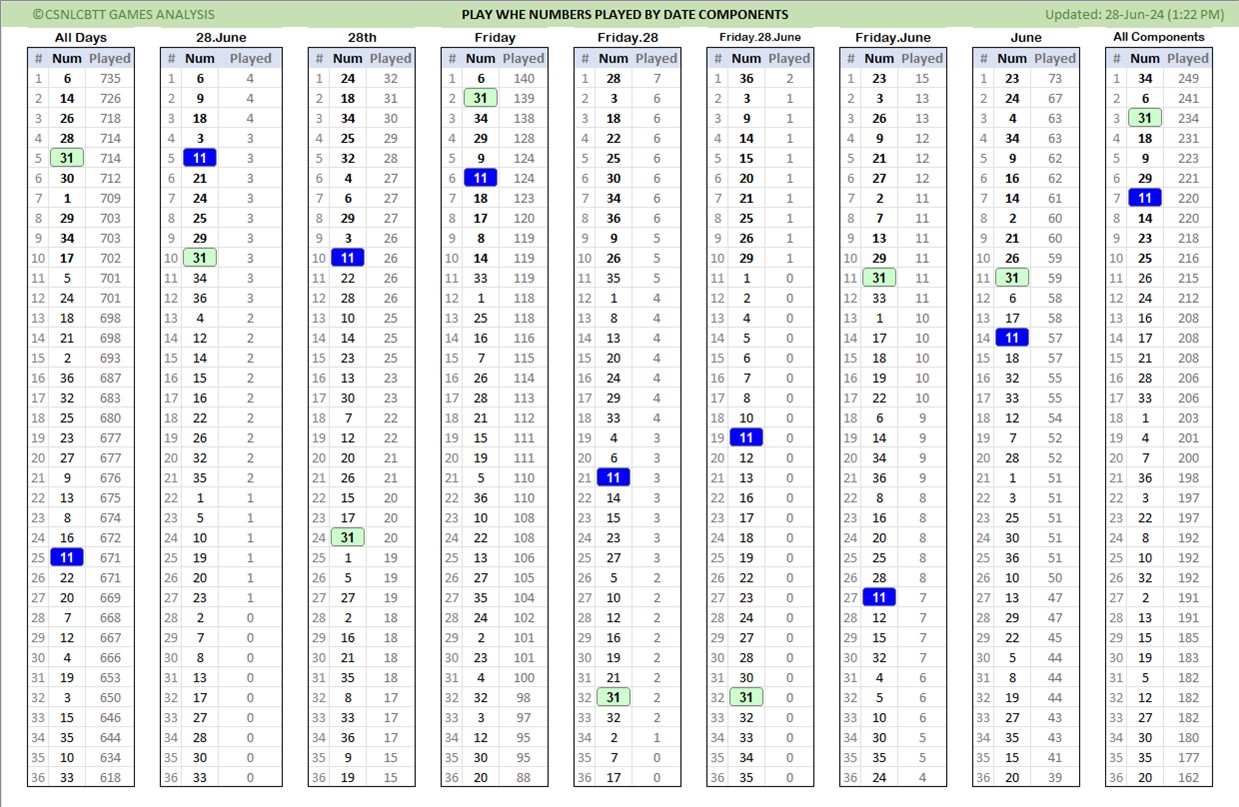 ©CSNLCBTT GAMES ANALYSIS PLAY WHE NUMBERS PLAYED BY DATE COMPONENTS Updated: 28-Jun-24 (1:22 PM)
All Days 28.June 28th Friday Friday.28 Friday.28.June Friday.June June All Components
# Num Played # Num Played # Num Played # Num Played # Num Played # Num Played # Num Played # Num Played # Num Played
1 6 735 1 6 4 1 24 32 1 6 140 1 28 7 1 36 2 1 23 15 1 23 73 1 34 249
2 14 726 2 9 4 2 18 31 2 31 139 2 3 6 2 3 1 2 3 13 2 24 67 2 6 241
3 26 718 3 18 4 3 34 30 3 34 138 3 18 6 3 9 1 3 26 13 3 4 63 3 31 234
4 28 714 4 3 3 4 25 29 4 29 128 4 22 6 4 14 1 4 9 12 4 34 63 4 18 231
5 31 714 5 11 3 5 32 28 5 9 124 5 25 6 5 15 1 5 21 12 5 9 62 5 9 223
6 30 712 6 21 3 6 4 27 6 11 124 6 30 6 6 20 1 6 27 12 6 16 62 6 29 221
7 1 709 7 24 3 7 6 27 7 18 123 7 34 6 7 21 1 7 2 11 7 14 61 7 11 220
8 29 703 8 25 3 8 29 27 8 17 120 8 36 6 8 25 1 8 7 11 8 2 60 8 14 220
9 34 703 9 29 3 9 3 26 9 8 119 9 9 5 9 26 1 9 13 11 9 21 60 9 23 218
10 17 702 10 31 3 10 11 26 10 14 119 10 26 5 10 29 1 10 29 11 10 26 59 10 25 216
11 5 701 11 34 3 11 22 26 11 33 119 11 35 5 11 1 0 11 31 11 11 31 59 11 26 215
12 24 701 12 36 3 12 28 26 12 1 118 12 1 4 12 2 0 12 33 11 12 6 58 12 24 212
13 18 698 13 4 2 13 10 25 13 25 118 13 8 4 13 4 0 13 1 10 13 17 58 13 16 208
14 21 698 14 12 2 14 14 25 14 16 116 14 13 4 14 5 0 14 17 10 14 11 57 14 17 208
15 2 693 15 14 2 15 23 25 15 7 115 15 20 4 15 6 0 15 18 10 15 18 57 15 21 208
16 36 687 16 15 2 16 13 23 16 26 114 16 24 4 16 7 0 16 19 10 16 32 55 16 28 206
17 32 683 17 16 2 17 30 23 17 28 113 17 29 4 17 8 0 17 22 10 17 33 55 17 33 206
18 25 680 18 22 2 18 7 22 18 21 112 18 33 4 18 10 0 18 6 9 18 12 54 18 1 203
19 23 677 19 26 2 19 12 22 19 15 111 19 4 3 19 11 0 19 14 9 19 7 52 19 4 201
20 27 677 20 32 2 20 20 21 20 19 111 20 6 3 20 12 0 20 34 9 20 28 52 20 7 200
21 9 676 21 35 2 21 26 21 21 5 110 21 11 3 21 13 0 21 36 9 21 1 51 21 36 198
22 13 675 22 1 1 22 15 20 22 36 110 22 14 3 22 16 0 22 8 8 22 3 51 22 3 197
23 8 674 23 5 1 23 17 20 23 10 108 23 15 3 23 17 0 23 16 8 23 25 51 23 22 197
24 16 672 24 10 1 24 31 20 24 22 108 24 23 3 24 18 0 24 20 8 24 30 51 24 8 192
25 11 671 25 19 1 25 1 19 25 13 106 25 27 3 25 19 0 25 25 8 25 36 51 25 10 192
26 22 671 26 20 1 26 5 19 26 27 105 26 5 2 26 22 0 26 28 8 26 10 50 26 32 192
27 20 669 27 23 1 27 27 19 27 35 104 27 10 2 27 23 0 27 11 7 27 13 47 27 2 191
28 7 668 28 2 0 28 2 18 28 24 102 28 12 2 28 24 0 28 12 7 28 29 47 28 13 191
29 12 667 29 7 0 29 16 18 29 2 101 29 16 2 29 27 0 29 15 7 29 22 45 29 15 185
30 4 666 30 8 0 30 21 18 30 23 101 30 19 2 30 28 0 30 32 7 30 5 44 30 19 183
31 19 653 31 13 0 31 35 18 31 4 100 31 21 2 31 30 0 31 4 6 31 8 44 31 5 182
32 3 650 32 17 0 32 8 17 32 32 98 32 31 2 32 31 0 32 5 6 32 19 44 32 12 182
33 15 646 33 27 0 33 33 17 33 3 97 33 32 2 33 32 0 33 10 6 33 27 43 33 27 182
34 35 644 34 28 0 34 36 17 34 12 95 34 2 1 34 33 0 34 30 5 34 35 43 34 30 180
35 10 634 35 30 0 35 9 15 35 30 95 35 7 0 35 34 0 35 35 5 35 15 41 35 35 177
36 33 618 36 33 0 36 19 15 36 20 88 36 17 0 36 35 0 36 24 4 36 20 39 36 20 162